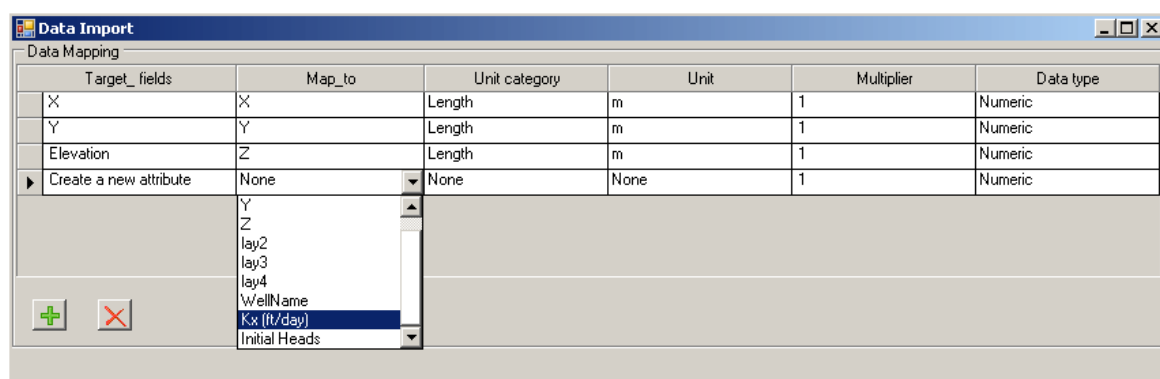 Data Import
Data Mapping
Target_ fields Map_to Unit category Unit Multiplier Data type
X X Length m 1 Numeric
Y Y Length m 1 Numeric
Elevation Z Length m 1 Numeric
Create a new attribute None None None 1 Numeric
Y
Z
lay2
lay3
lay4
WellName
Kx (ft/day)
Initial Heads